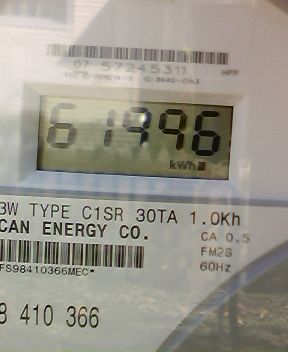 07 57245311
61996
kWh
3W TYPE C1SR 30TA 1.0Kh
CAN ENERGY CO.
CA 0.5
FM2S
60Hz
FS98410366MEC*
8 410 366